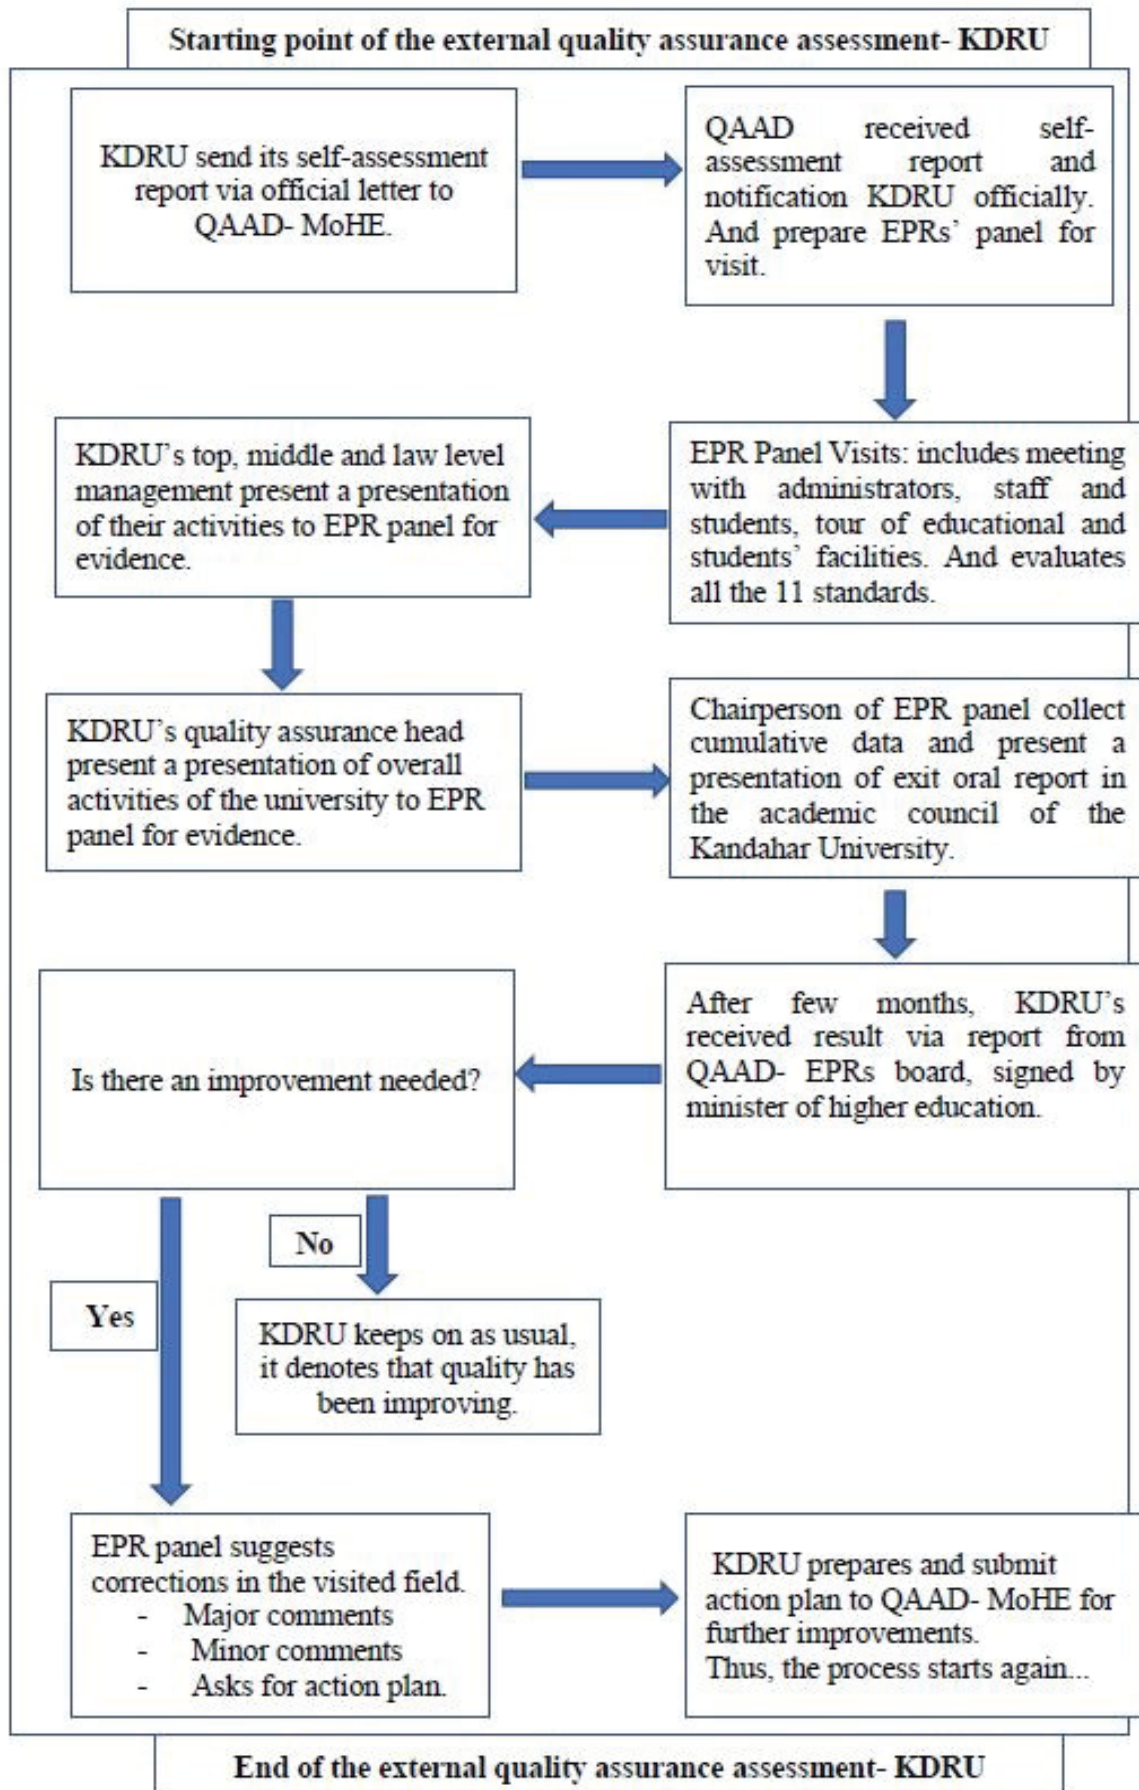 Starting point of the external quality assurance assessment- KDRU
KDRU send its self-assessment
report via official letter to
QAAD- MoHE.
QAAD received self-
assessment report and
notification KDRU officially.
And prepare EPRs’ panel for
visit.
EPR Panel Visits: includes meeting
with administrators, staff and
students, tour of educational and
students’ facilities. And evaluates
all the 11 standards.
KDRU’s top, middle and law level
management present a presentation
of their activities to EPR panel for
evidence.
KDRU’s quality assurance head
present a presentation of overall
activities of the university to EPR
panel for evidence.
Chairperson of EPR panel collect
cumulative data and present a
presentation of exit oral report in
the academic council of the
Kandahar University.
After few months, KDRU’s
received result via report from
QAAD- EPRs board, signed by
minister of higher education.
Is there an improvement needed?
No
Yes
KDRU keeps on as usual,
it denotes that quality has
been improving.
EPR panel suggests
corrections in the visited field.
- Major comments
- Minor comments
- Asks for action plan.
KDRU prepares and submit
action plan to QAAD- MoHE for
further improvements.
Thus, the process starts again...
End of the external quality assurance assessment- KDRU